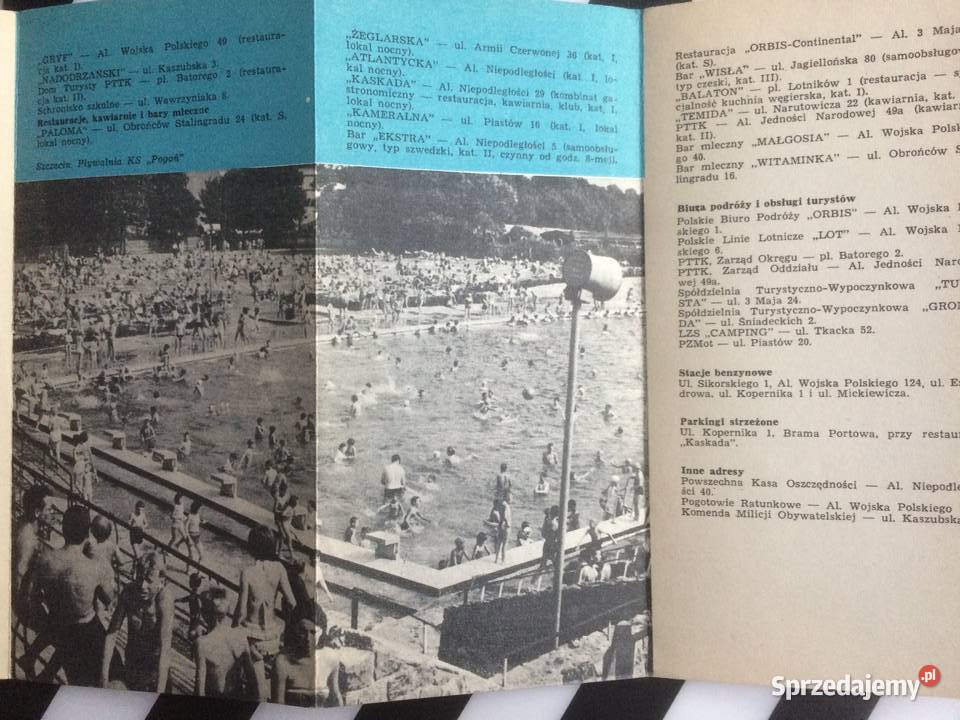 „GRYF" — Al. Wojska Polskiego 49 (restaura-
cja kat. I).
„NADODRZAŃSKI" — ul. Kaszubska 3.
Dom Turysty PTTK — pl. Batorego 2 (restaura-
cja kat. II).
Schronisko szkolne — ul. Wawrzyniaka 8.
Restauracje, kawiarnie i bary mleczne
„PALOMA" — ul. Obrońców Stalingradu 24 (kat. S,
lokal nocny).
Szczecin. Pływalnia KS „Pogoń"
„ŻEGLARSKA" — ul. Armii Czerwonej 36 (kat. I,
lokal nocny).
„ATLANTYCKA" — Al. Niepodległości (kat. I, lo-
kal nocny).
„KASKADA" — Al. Niepodległości 29 (kombinat ga-
stronomiczny — restauracja, kawiarnia, klub, kat. I,
lokal nocny).
„KAMERALNA" — ul. Piastów 16 (kat. I, lokal
nocny).
Bar „EKSTRA" — Al. Niepodległości 5 (samoobsłu-
gowy, typ szwedzki, kat. II, czynny od godz. 8-mej).
Restauracja „ORBIS-Continental" — Al. 3 Maja
(kat. S).
Bar „WISŁA" — ul. Jagiellońska 80 (samoobsługow
typ czeski, kat. III).
„BALATON" — pl. Lotników 1 (restauracja — sp
cjalność kuchnia węgierska, kat. I).
„TEMIDA" — ul. Narutowicza 22 (kawiarnia, kat.
PTTK — Al. Jedności Narodowej 49a (kawiarn
kat. II).
Bar mleczny „MAŁGOSIA" — Al. Wojska Polsk
go 40.
Bar mleczny „WITAMINKA" — ul. Obrońców S
lingradu 16.
Biura podróży i obsługi turystów
Polskie Biuro Podróży „ORBIS" — Al. Wojska
skiego 1.
Polskie Linie Lotnicze „LOT" — Al. Wojska
skiego 6.
PTTK, Zarząd Okręgu — pl. Batorego 2.
PTTK, Zarząd Oddziału — Al. Jedności Naro
wej 49a.
Spółdzielnia Turystyczno-Wypoczynkowa „TU
STA" — ul. 3 Maja 24.
Spółdzielnia Turystyczno-Wypoczynkowa „GRO
DA" — ul. Śniadeckich 2.
LZS „CAMPING" — ul. Tkacka 52.
PZMot — ul. Piastów 20.
Stacje benzynowe
Ul. Sikorskiego 1, Al. Wojska Polskiego 124, ul. E
drowa, ul. Kopernika 1 i ul. Mickiewicza.
Parkingi strzeżone
Ul. Kopernika 1, Brama Portowa, przy restaur
„Kaskada".
Inne adresy
Powszechna Kasa Oszczędności — Al. Niepodle
ści 40.
Pogotowie Ratunkowe — Al. Wojska Polskiego
Komenda Milicji Obywatelskiej — ul. Kaszubska
Sprzedajemy.pl